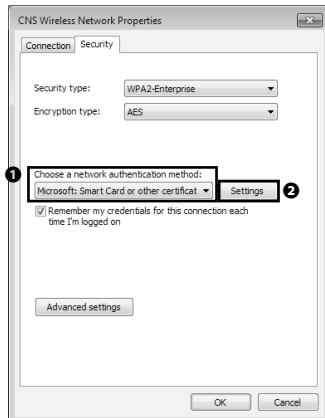 CNS Wireless Network Properties
Connection Security
Security type: WPA2-Enterprise
Encryption type: AES
❶ Choose a network authentication method:
Microsoft: Smart Card or other certificat Settings ❷
Remember my credentials for this connection each
time I'm logged on
Advanced settings
OK Cancel